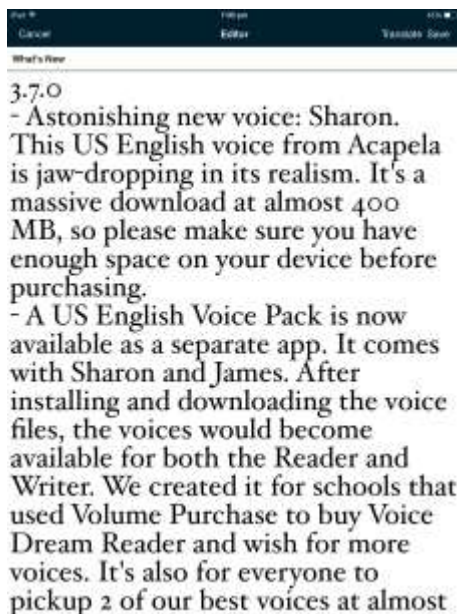 iPad
7:00 pm
Cancel
Editor
Translate Save
What's New
3.7.0
- Astonishing new voice: Sharon.
This US English voice from Acapela
is jaw-dropping in its realism. It's a
massive download at almost 400
MB, so please make sure you have
enough space on your device before
purchasing.
- A US English Voice Pack is now
available as a separate app. It comes
with Sharon and James. After
installing and downloading the voice
files, the voices would become
available for both the Reader and
Writer. We created it for schools that
used Volume Purchase to buy Voice
Dream Reader and wish for more
voices. It's also for everyone to
pickup 2 of our best voices at almost